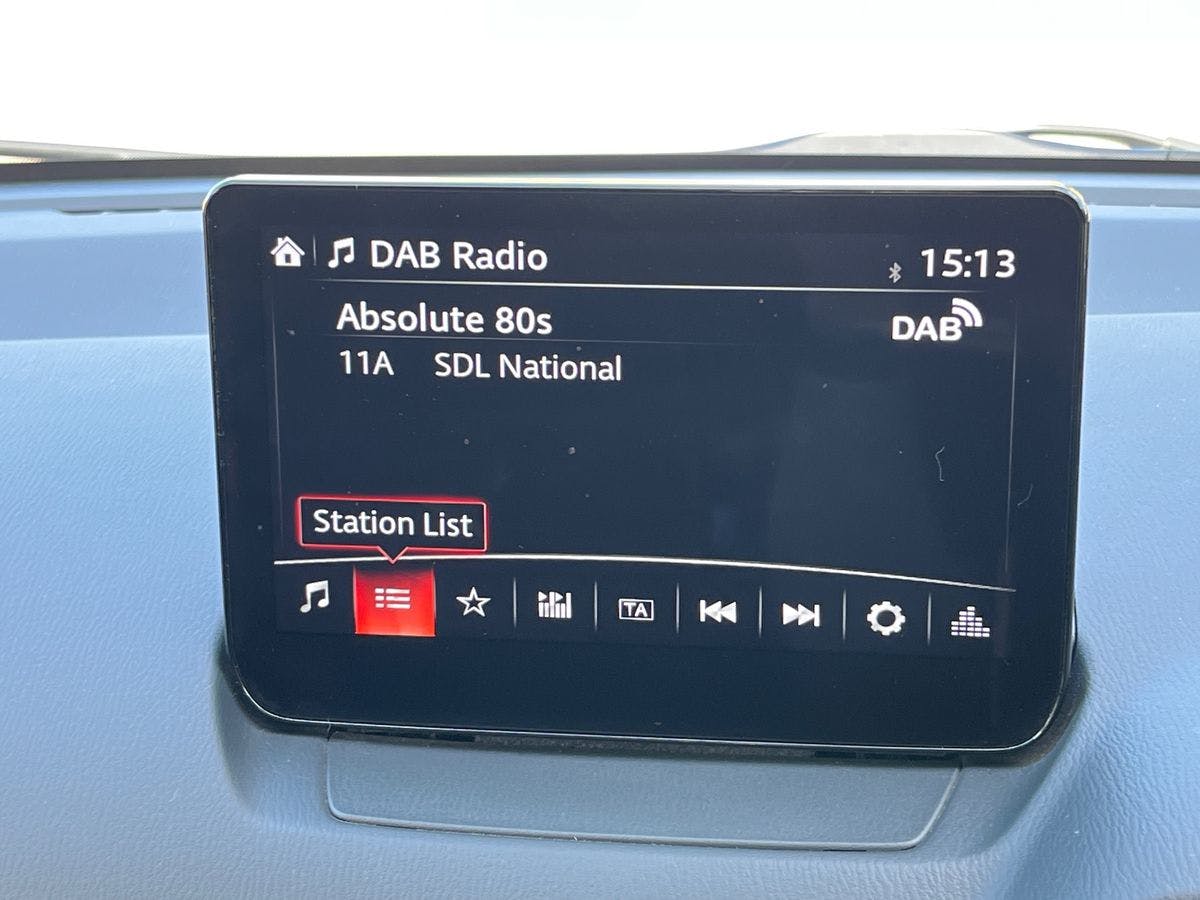 DAB Radio 15:13
Absolute 80s DAB
11A SDL National
Station List
TA